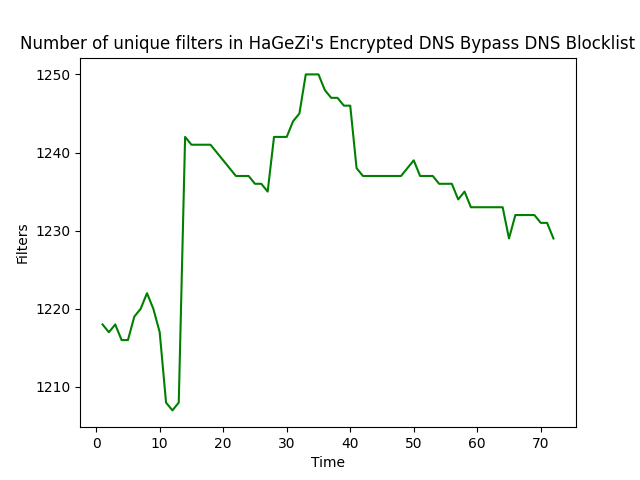 Number of unique filters in HaGeZi's Encrypted DNS Bypass DNS Blocklist
1250
1240
1230
1220
1210
Filters
0 10 20 30 40 50 60 70
Time